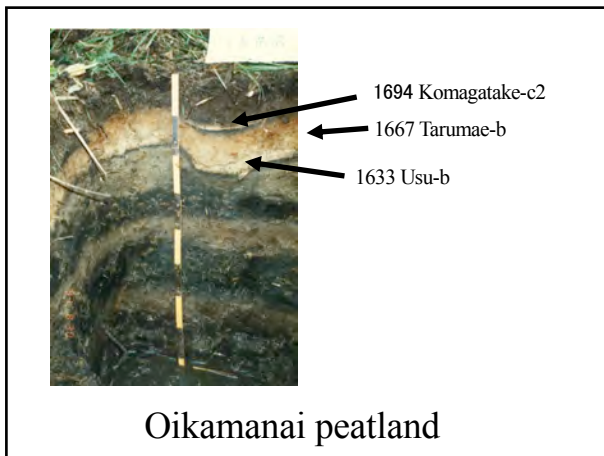 1694 Komagatake-c2
1667 Tarumae-b
1633 Usu-b
Oikamanai peatland